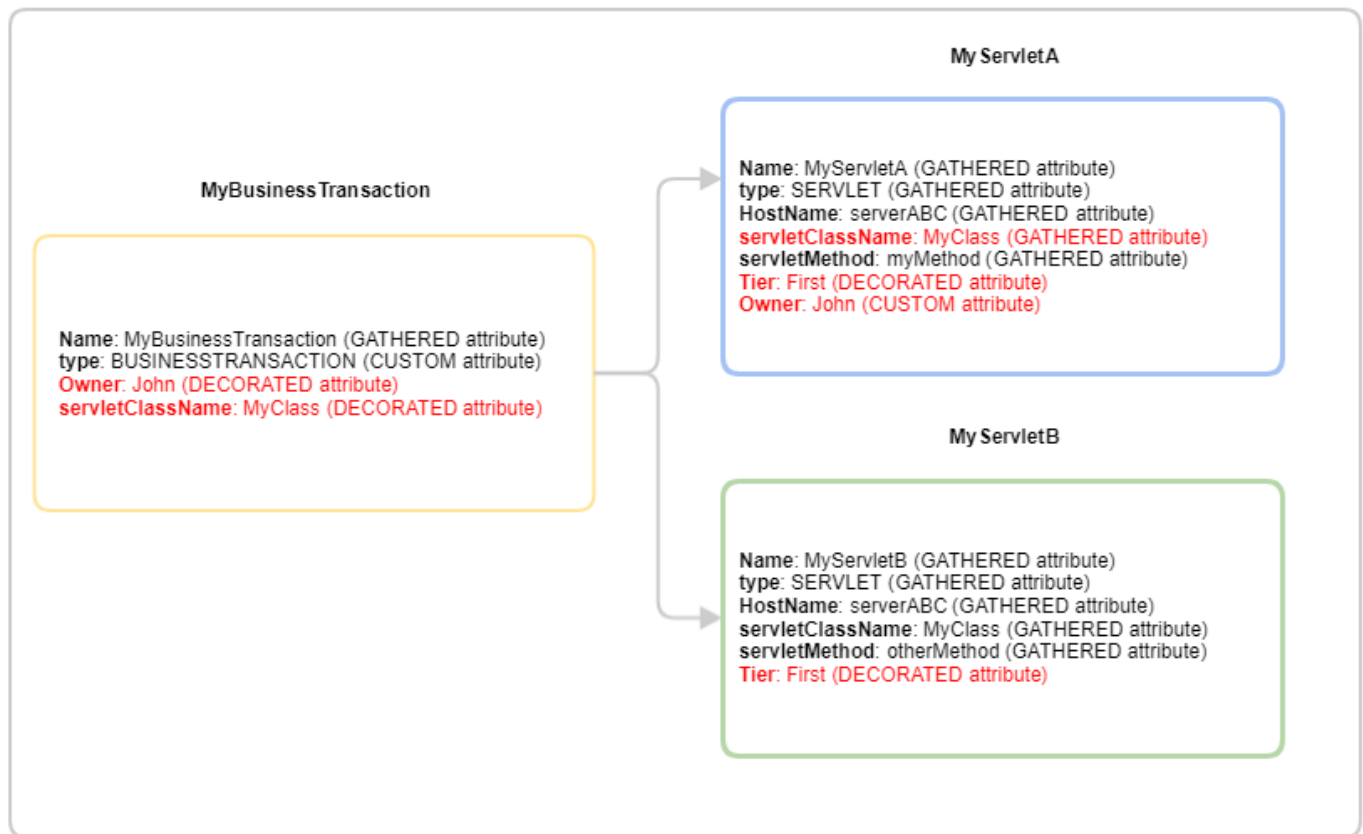 MyBusinessTransaction
Name: MyBusinessTransaction (GATHERED attribute)
type: BUSINESSTRANSACTION (CUSTOM attribute)
Owner: John (DECORATED attribute)
servletClassName: MyClass (DECORATED attribute)
My ServletA
Name: MyServletA (GATHERED attribute)
type: SERVLET (GATHERED attribute)
HostName: serverABC (GATHERED attribute)
servletClassName: MyClass (GATHERED attribute)
servletMethod: myMethod (GATHERED attribute)
Tier: First (DECORATED attribute)
Owner: John (CUSTOM attribute)
My ServletB
Name: MyServletB (GATHERED attribute)
type: SERVLET (GATHERED attribute)
HostName: serverABC (GATHERED attribute)
servletClassName: MyClass (GATHERED attribute)
servletMethod: otherMethod (GATHERED attribute)
Tier: First (DECORATED attribute)